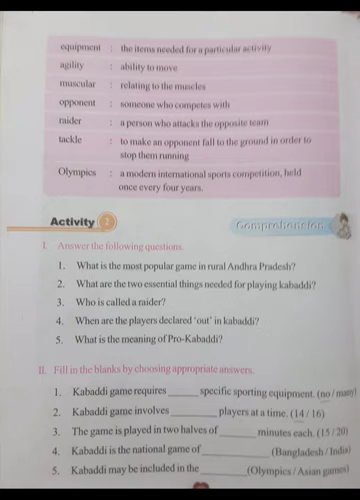 equipment : the items needed for a particular activity
agility : ability to move
muscular : relating to the muscles
opponent : someone who competes with
raider : a person who attacks the opposite team
tackle : to make an opponent fall to the ground in order to
stop them running
Olympics : a modern international sports competition, held
once every four years.
Activity 2
Comprehension
I. Answer the following questions.
1. What is the most popular game in rural Andhra Pradesh?
2. What are the two essential things needed for playing kabaddi?
3. Who is called a raider?
4. When are the players declared 'out' in kabaddi?
5. What is the meaning of Pro-Kabaddi?
II. Fill in the blanks by choosing appropriate answers.
1. Kabaddi game requires ______ specific sporting equipment. (no / many)
2. Kabaddi game involves ________ players at a time. (14 / 16)
3. The game is played in two halves of ______ minutes each. (15 / 20)
4. Kabaddi is the national game of ________ (Bangladesh / India)
5. Kabaddi may be included in the ________ (Olympics / Asian games)